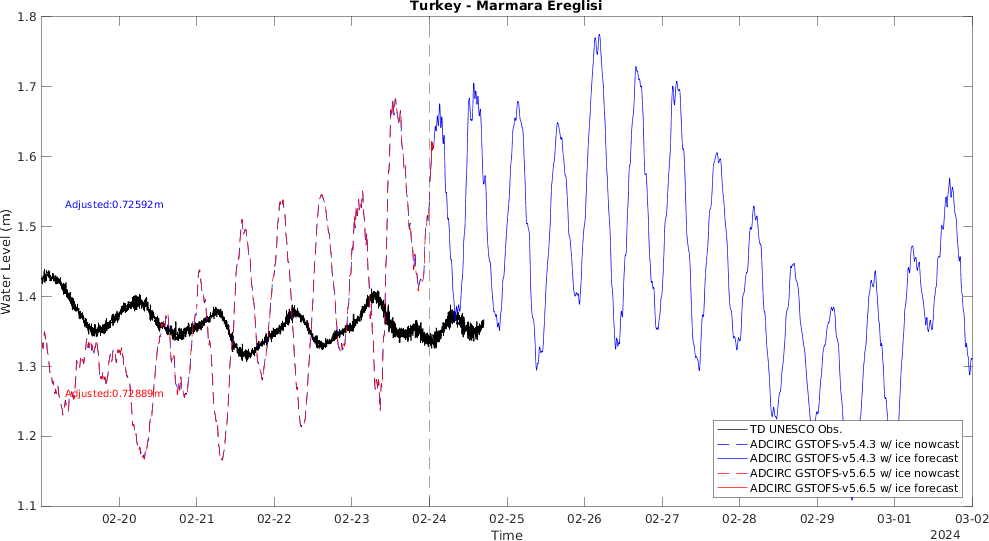 Turkey - Marmara Ereglisi
1.8
1.7
1.6
1.5
1.4
1.3
1.2
1.1
Water Level (m)
Adjusted:0.72592m
Adjusted:0.72889m
TD UNESCO Obs.
ADCIRC GSTOFS-v5.4.3 w/ ice nowcast
ADCIRC GSTOFS-v5.4.3 w/ ice forecast
ADCIRC GSTOFS-v5.6.5 w/ ice nowcast
ADCIRC GSTOFS-v5.6.5 w/ ice forecast
02-20 02-21 02-22 02-23 02-24 02-25 02-26 02-27 02-28 02-29 03-01 03-02
Time
2024